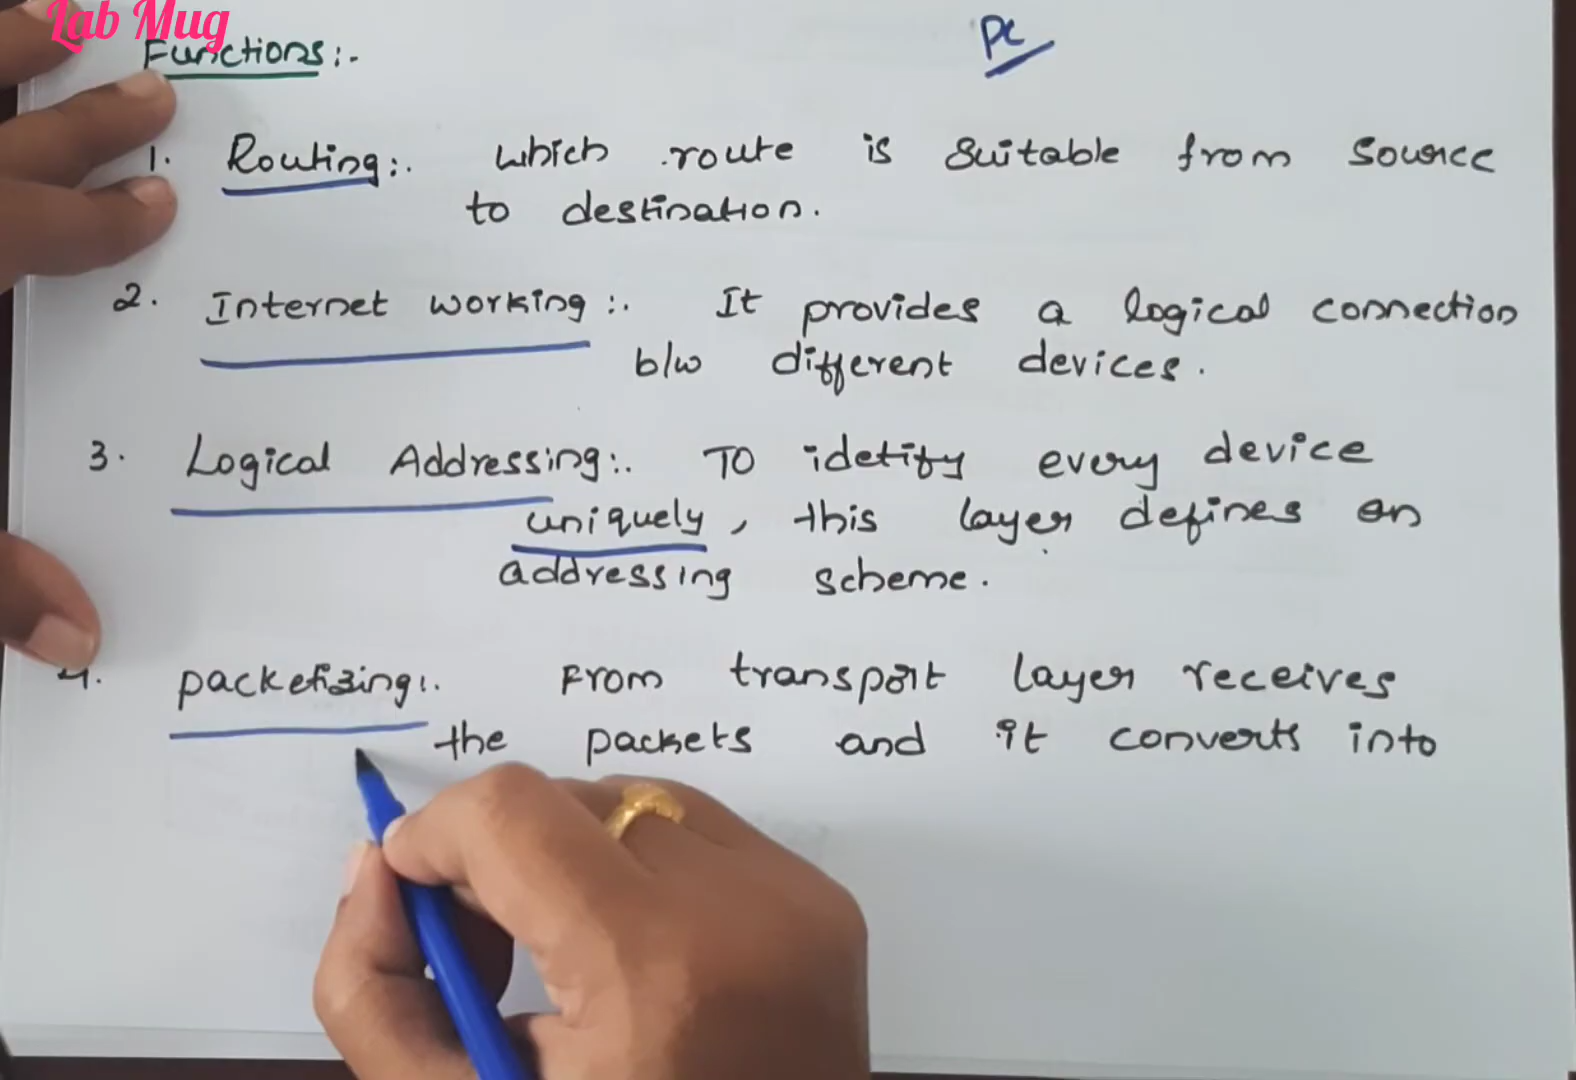 Lab Mug
Functions:-
PC
1. Routing:. which route is suitable from source
to destination.
2. Internet working :. It provides a logical connection
b/w different devices.
3. Logical Addressing:. To idetify every device
uniquely, this layer defines an
addressing scheme.
4. packetizing:. From transport layer receives
the packets and it converts into